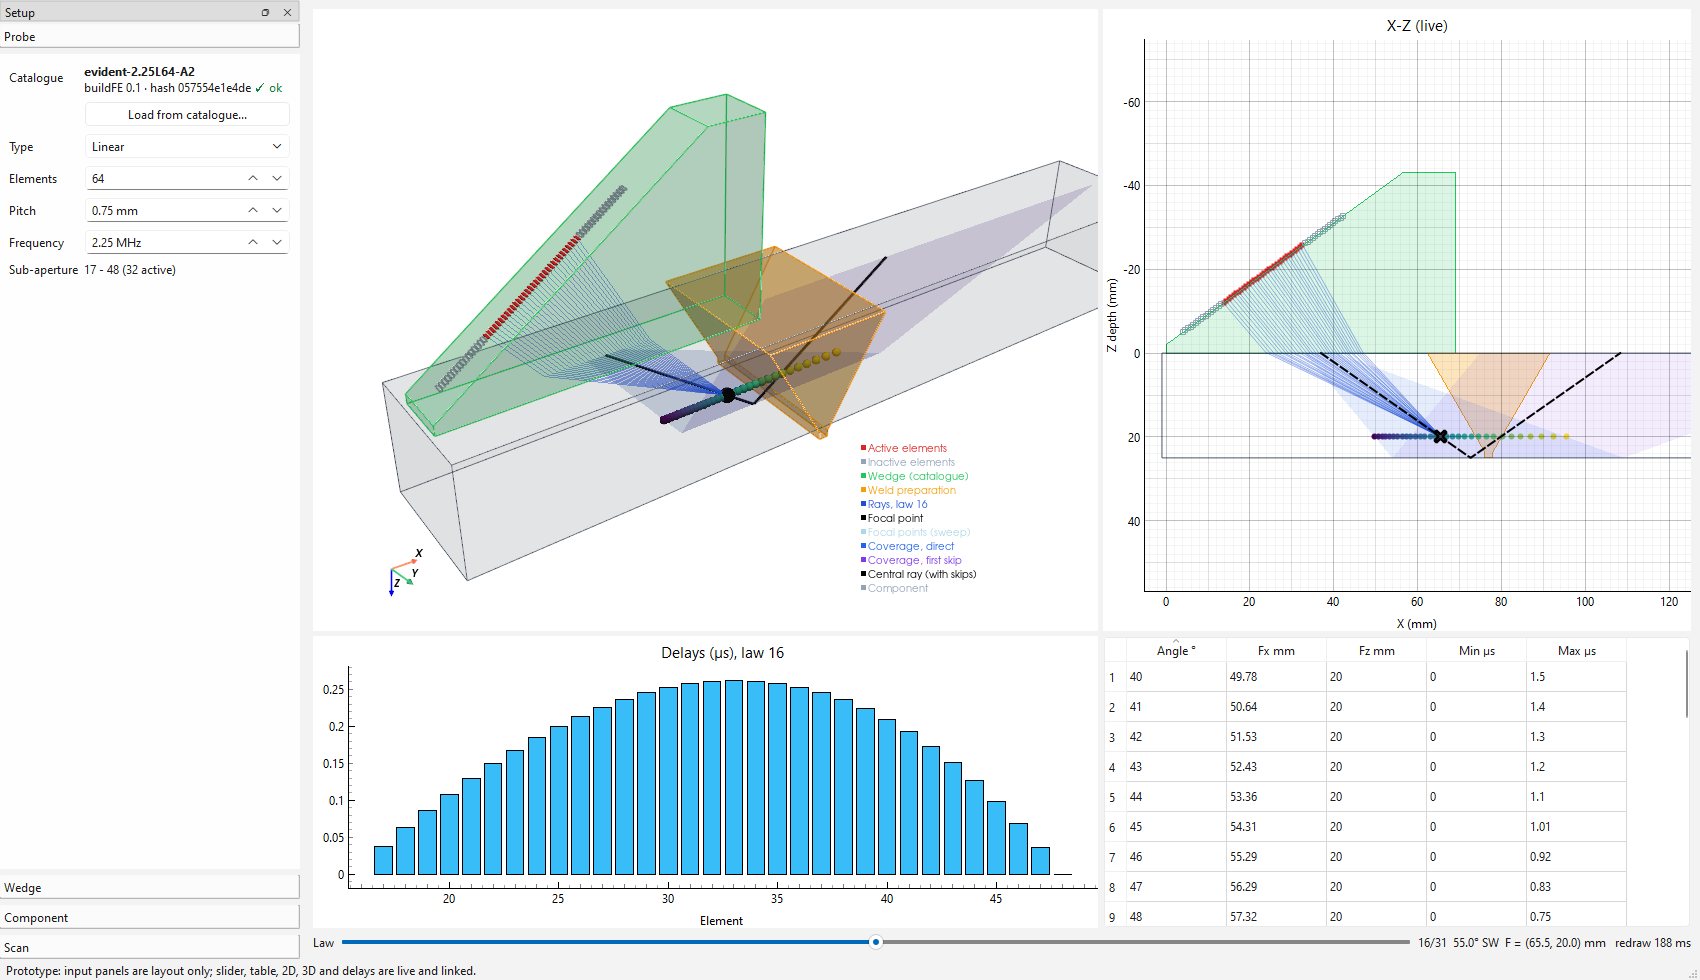 Setup
Probe
Catalogue
evident-2.25L64-A2
buildFE 0.1 · hash 057554e1e4de ✓ ok
Load from catalogue...
Type Linear
Elements 64
Pitch 0.75 mm
Frequency 2.25 MHz
Sub-aperture 17 - 48 (32 active)
Wedge
Component
Scan
Active elements
Inactive elements
Wedge (catalogue)
Weld preparation
Rays, law 16
Focal point
Focal points (sweep)
Coverage, direct
Coverage, first skip
Central ray (with skips)
Component
X
Y
Z
X-Z (live)
-60
-40
-20
0
20
40
Z depth (mm)
0 20 40 60 80 100 120
X (mm)
Delays (µs), law 16
0.25
0.2
0.15
0.1
0.05
0
20 25 30 35 40 45
Element
Angle ° Fx mm Fz mm Min µs Max µs
1 40 49.78 20 0 1.5
2 41 50.64 20 0 1.4
3 42 51.53 20 0 1.3
4 43 52.43 20 0 1.2
5 44 53.36 20 0 1.1
6 45 54.31 20 0 1.01
7 46 55.29 20 0 0.92
8 47 56.29 20 0 0.83
9 48 57.32 20 0 0.75
Law 16/31 55.0° SW F = (65.5, 20.0) mm redraw 188 ms
Prototype: input panels are layout only; slider, table, 2D, 3D and delays are live and linked.